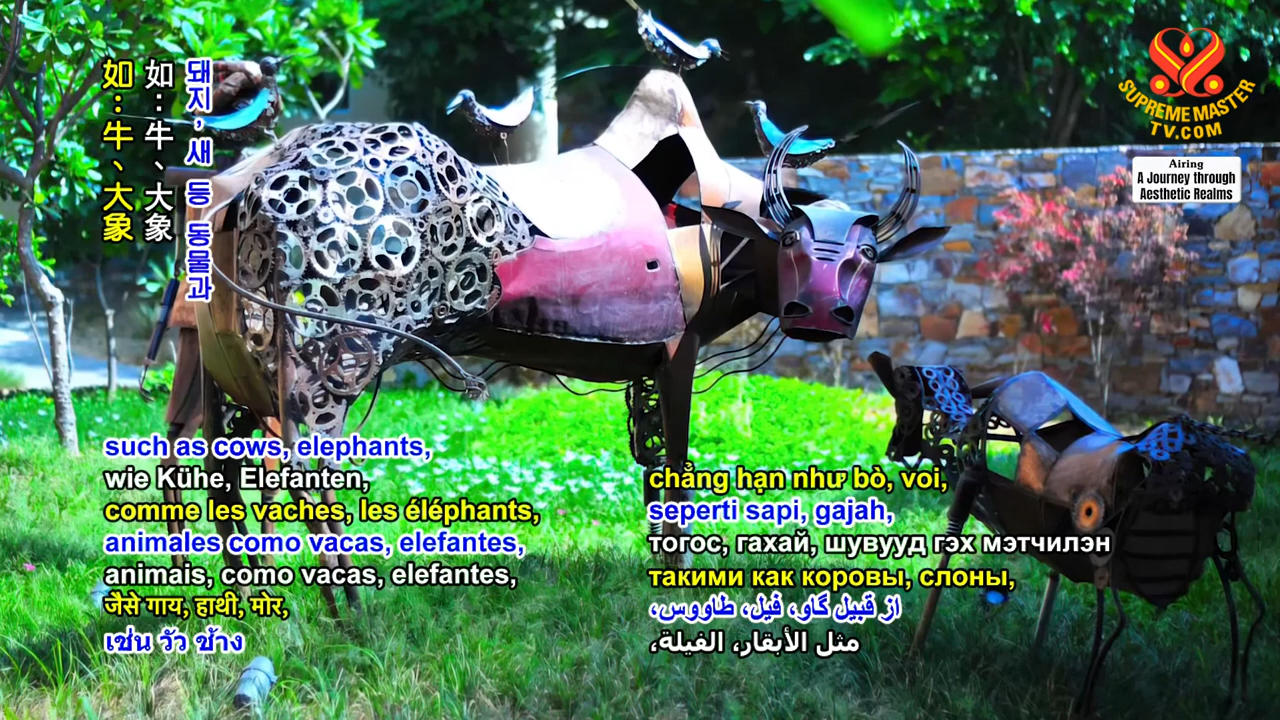 如⋯牛、大象
如⋯牛、大象
돼지, 새 등 동물과
SUPREME MASTER
TV.COM
Airing
A Journey through
Aesthetic Realms
such as cows, elephants,
wie Kühe, Elefanten,
comme les vaches, les éléphants,
animales como vacas, elefantes,
animais, como vacas, elefantes,
जैसे गाय, हाथी, मोर,
เช่น วัว ช้าง
chẳng hạn như bò, voi,
seperti sapi, gajah,
тогос, гахай, шувууд гэх мэтчилэн
такими как коровы, слоны,
از قبیل گاو، فیل، طاووس،
مثل الأبقار، الفيلة،